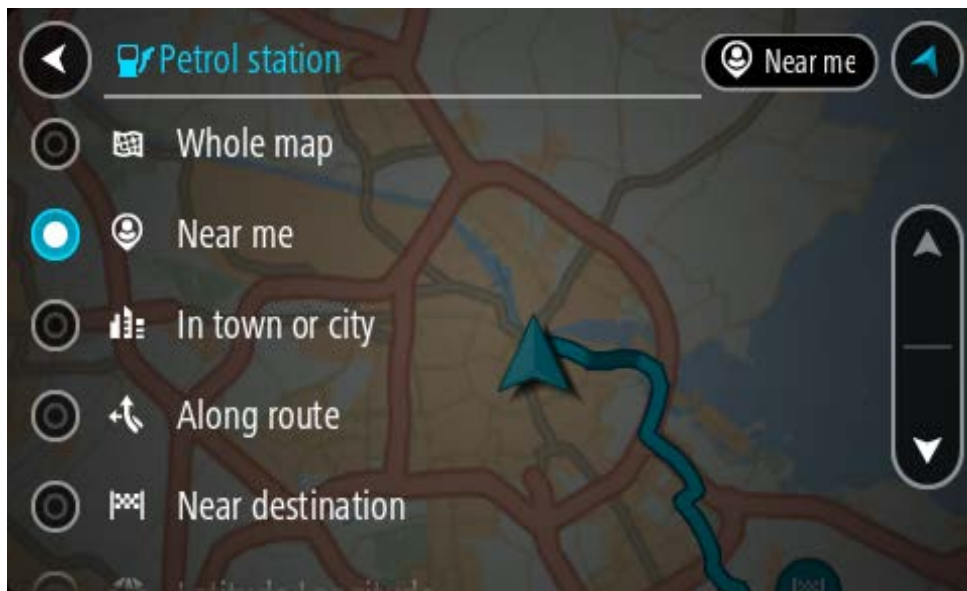 Petrol station
Near me
Whole map
Near me
In town or city
Along route
Near destination